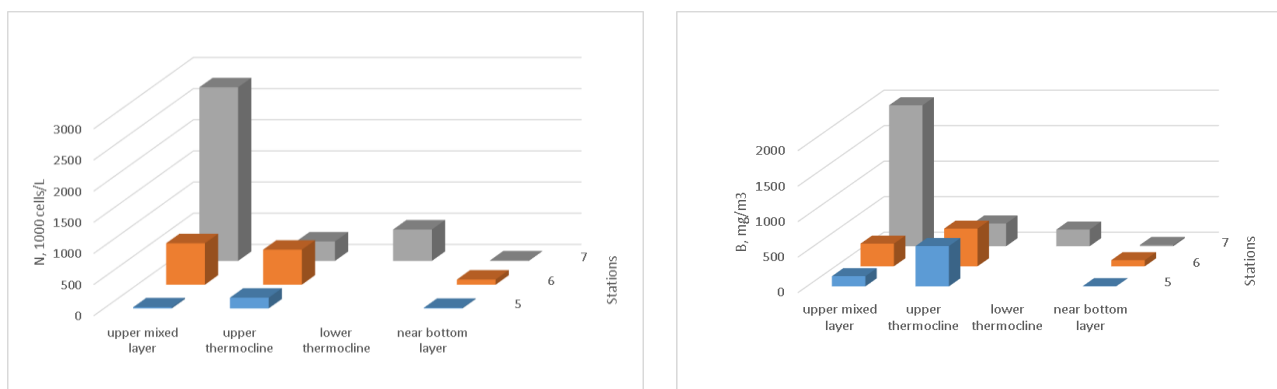 N, 1000 cells/L
3000
2500
2000
1500
1000
500
0
upper mixed
layer
upper
thermocline
lower
thermocline
near bottom
layer
5
6
7
Stations
B, mg/m3
2000
1500
1000
500
0
upper mixed
layer
upper
thermocline
lower
thermocline
near bottom
layer
5
6
7
Stations